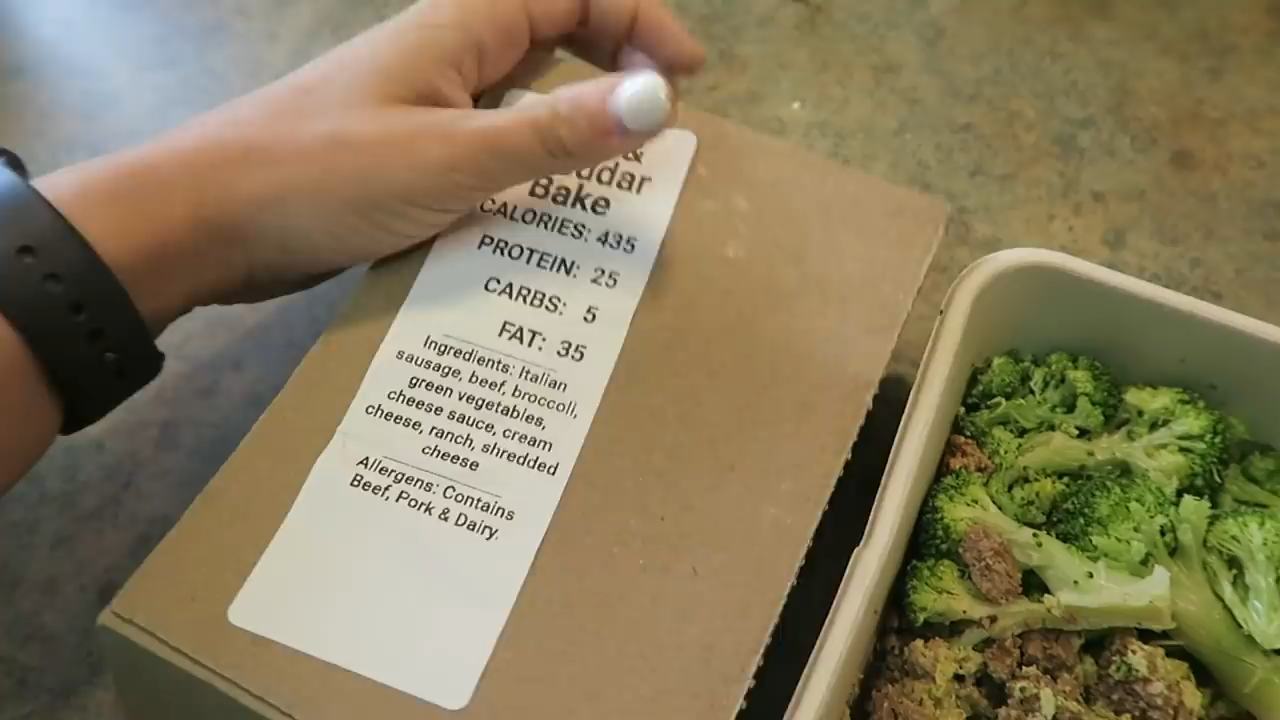 &
Bake
CALORIES: 435
PROTEIN: 25
CARBS: 5
FAT: 35
Ingredients: Italian
sausage, beef, broccoli,
green vegetables,
cheese sauce, cream
cheese, ranch, shredded
cheese
Allergens: Contains
Beef, Pork & Dairy.